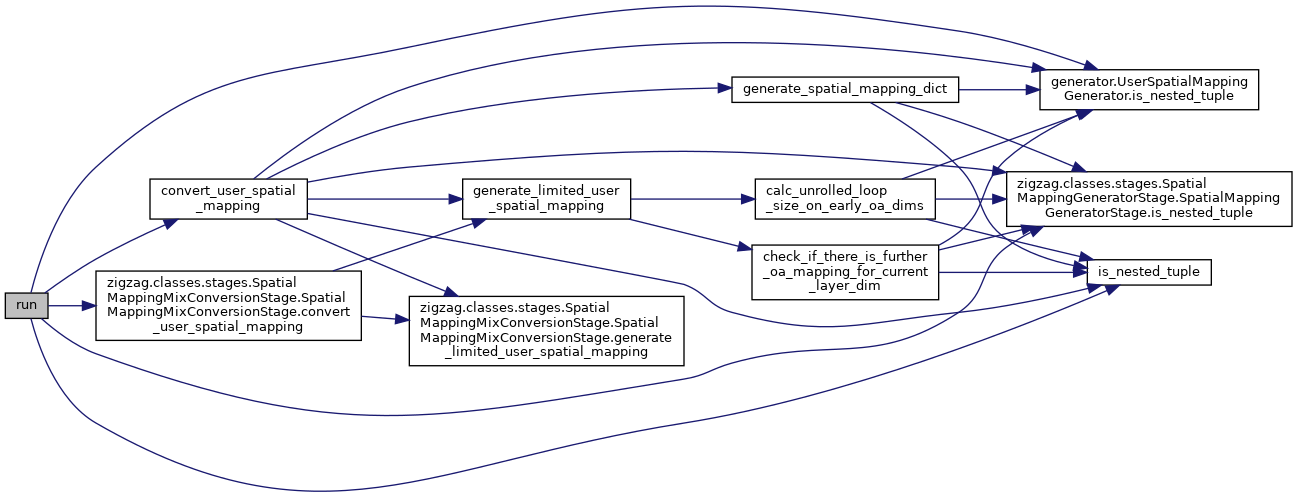 run
convert_user_spatial
_mapping
zigzag.classes.stages.Spatial
MappingMixConversionStage.Spatial
MappingMixConversionStage.convert
_user_spatial_mapping
generate_limited_user
_spatial_mapping
zigzag.classes.stages.Spatial
MappingMixConversionStage.Spatial
MappingMixConversionStage.generate
_limited_user_spatial_mapping
generate_spatial_mapping_dict
calc_unrolled_loop
_size_on_early_oa_dims
check_if_there_is_further
_oa_mapping_for_current
_layer_dim
generator.UserSpatialMapping
Generator.is_nested_tuple
zigzag.classes.stages.Spatial
MappingGeneratorStage.SpatialMapping
GeneratorStage.is_nested_tuple
is_nested_tuple